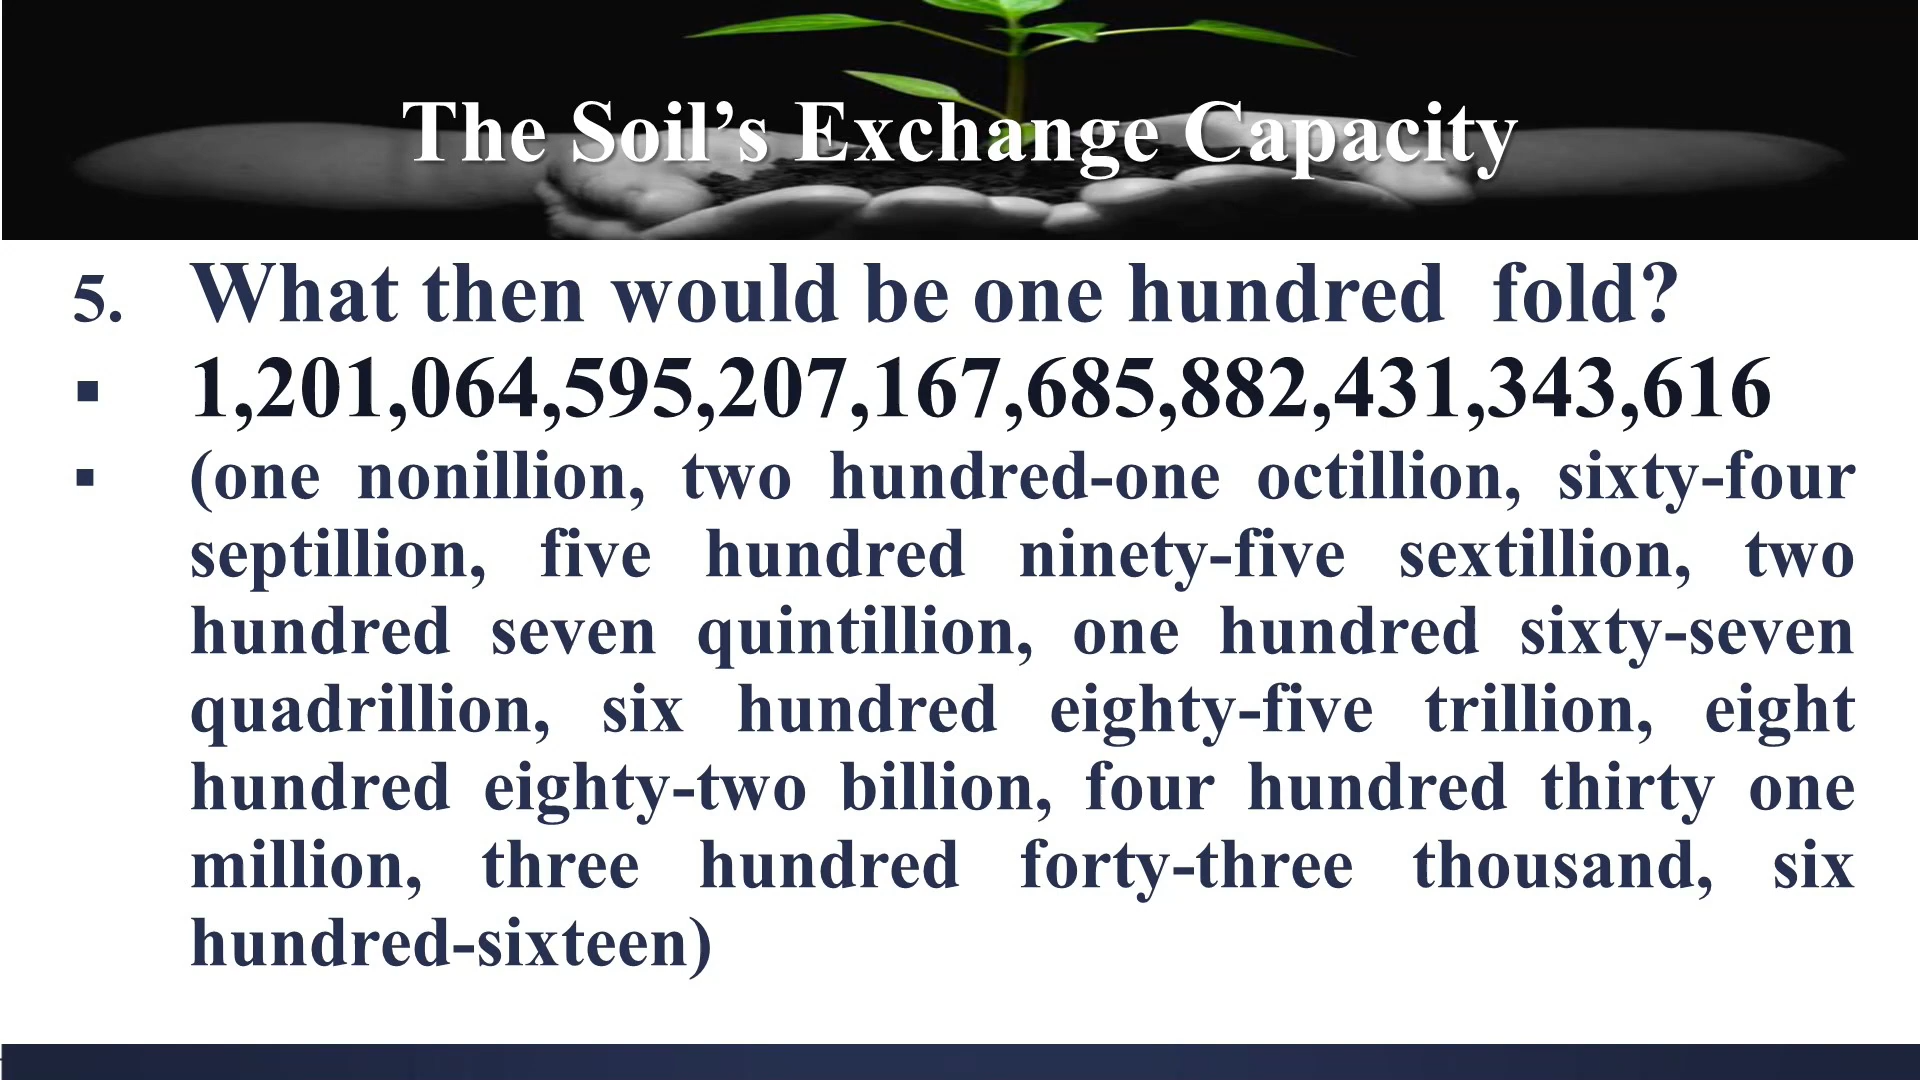 The Soil’s Exchange Capacity
5. What then would be one hundred  fold?
▪ 1,201,064,595,207,167,685,882,431,343,616
▪ (one nonillion, two hundred-one octillion, sixty-four
septillion, five hundred ninety-five sextillion, two
hundred seven quintillion, one hundred sixty-seven
quadrillion, six hundred eighty-five trillion, eight
hundred eighty-two billion, four hundred thirty one
million, three hundred forty-three thousand, six
hundred-sixteen)